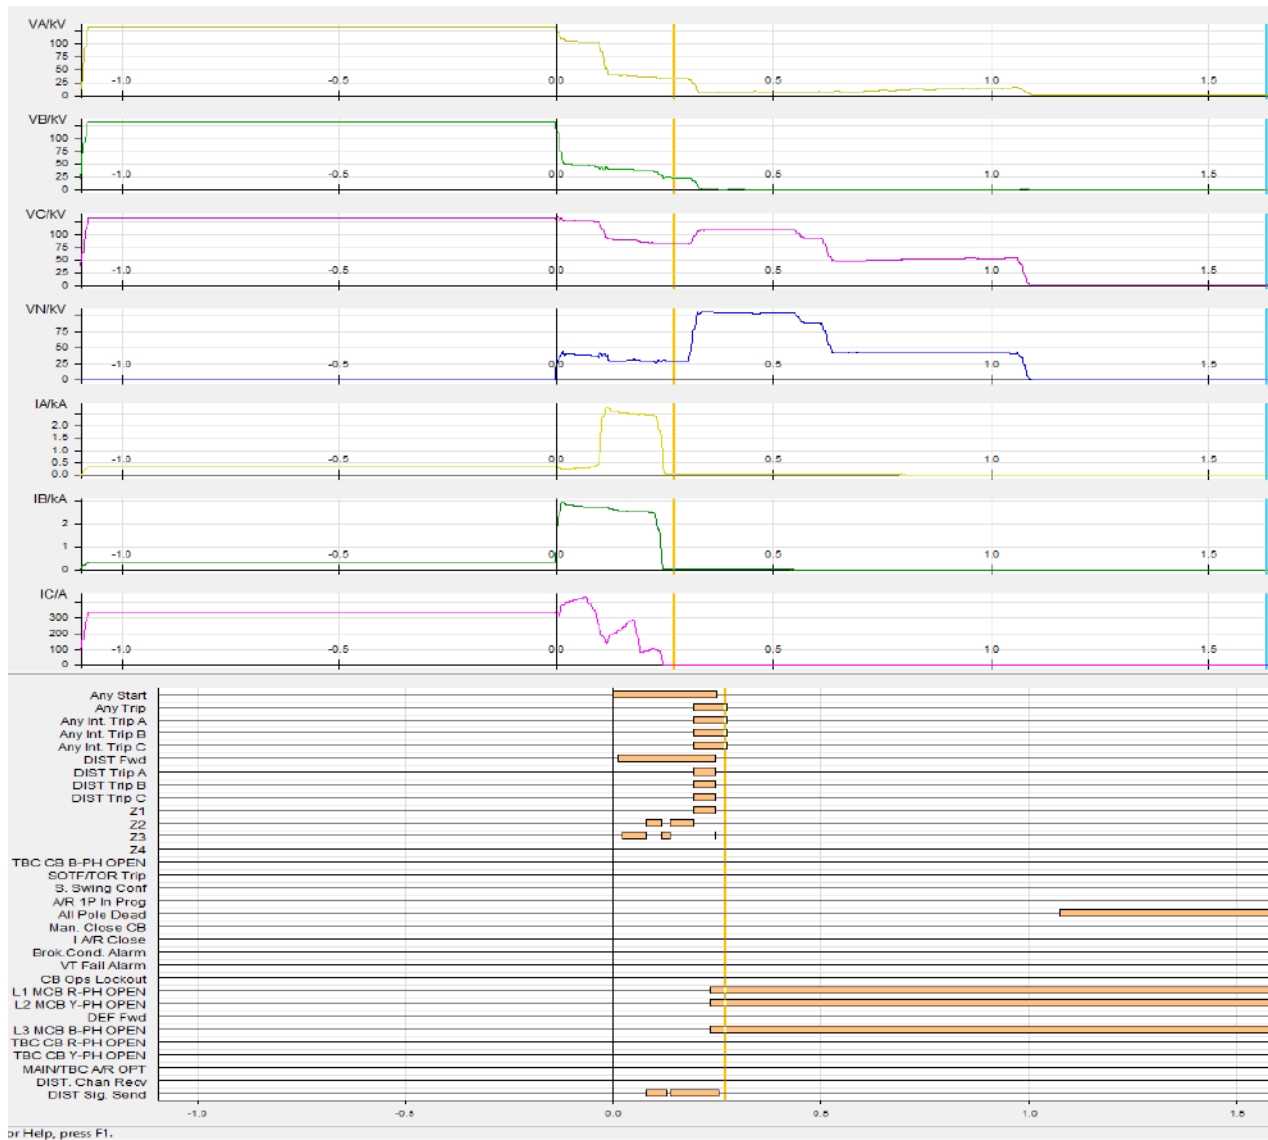 VA/kV
100
75
50
25
0
-1.0 -0.5 0.0 0.5 1.0 1.5
VB/kV
100
75
50
25
0
-1.0 -0.5 0.0 0.5 1.0 1.5
VC/kV
100
75
50
25
0
-1.0 -0.5 0.0 0.5 1.0 1.5
VN/kV
75
50
25
0
-1.0 -0.5 0.0 0.5 1.0 1.5
IA/kA
2.0
1.5
1.0
0.5
0.0
-1.0 -0.5 0.0 0.5 1.0 1.5
IB/kA
2
1
0
-1.0 -0.5 0.0 0.5 1.0 1.5
IC/A
300
200
100
0
-1.0 -0.5 0.0 0.5 1.0 1.5
Any Start
Any Trip
Any Int. Trip A
Any Int. Trip B
Any Int. Trip C
DIST Fwd
DIST Trip A
DIST Trip B
DIST Trip C
Z1
Z2
Z3
Z4
TBC CB B-PH OPEN
SOTF/TOR Trip
S. Swing Conf
A/R 1P In Prog
All Pole Dead
Man. Close CB
I A/R Close
Brok.Cond. Alarm
VT Fail Alarm
CB Ops Lockout
L1 MCB R-PH OPEN
L2 MCB Y-PH OPEN
DEF Fwd
L3 MCB B-PH OPEN
TBC CB R-PH OPEN
TBC CB Y-PH OPEN
MAIN/TBC A/R OPT
DIST. Chan Recv
DIST Sig. Send
-1.0 -0.5 0.0 0.5 1.0 1.5
or Help, press F1.